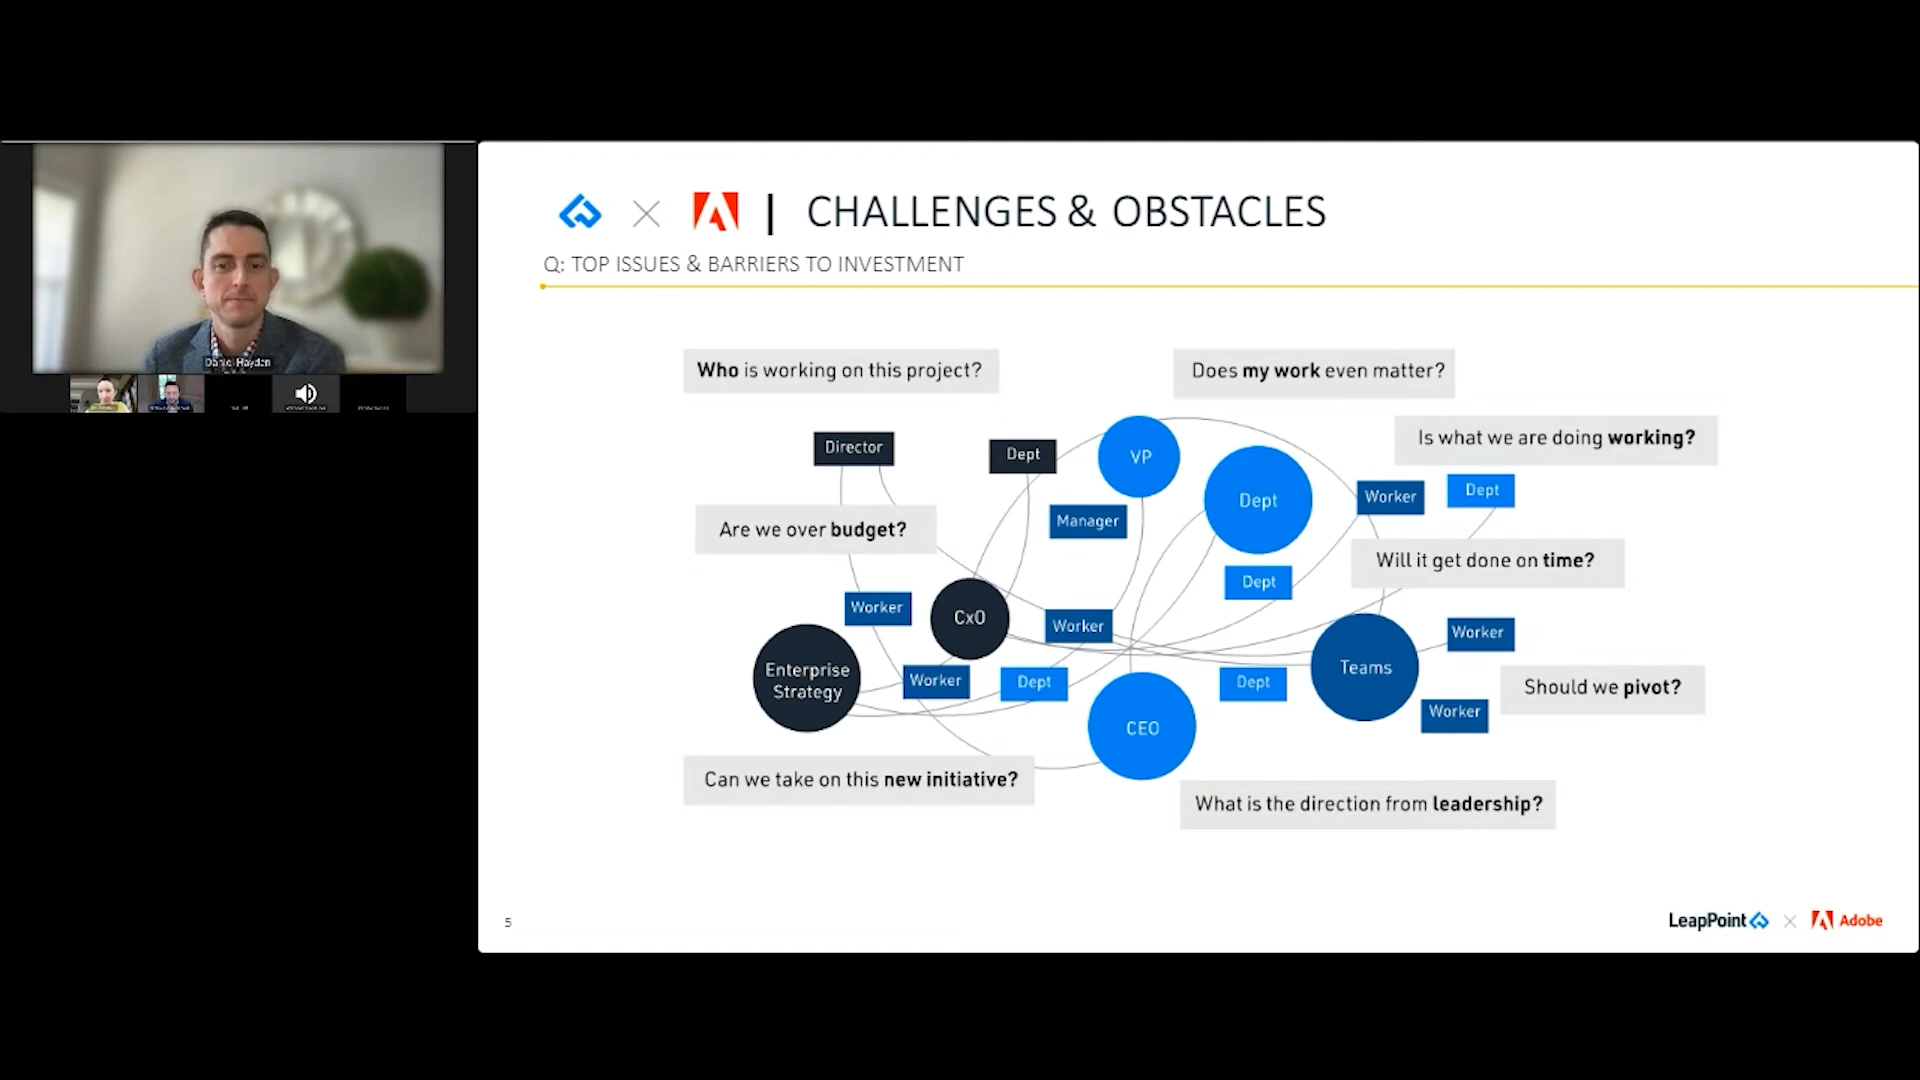 Daniel Hayden
| CHALLENGES & OBSTACLES
Q: TOP ISSUES & BARRIERS TO INVESTMENT
Who is working on this project?
Does my work even matter?
Is what we are doing working?
Director
Dept
VP
Dept
Worker
Dept
Manager
Are we over budget?
Will it get done on time?
Dept
Worker
CxO
Worker
Worker
Enterprise
Strategy
Worker
Dept
Dept
Teams
Should we pivot?
Worker
CEO
Can we take on this new initiative?
What is the direction from leadership?
5
LeapPoint
Adobe